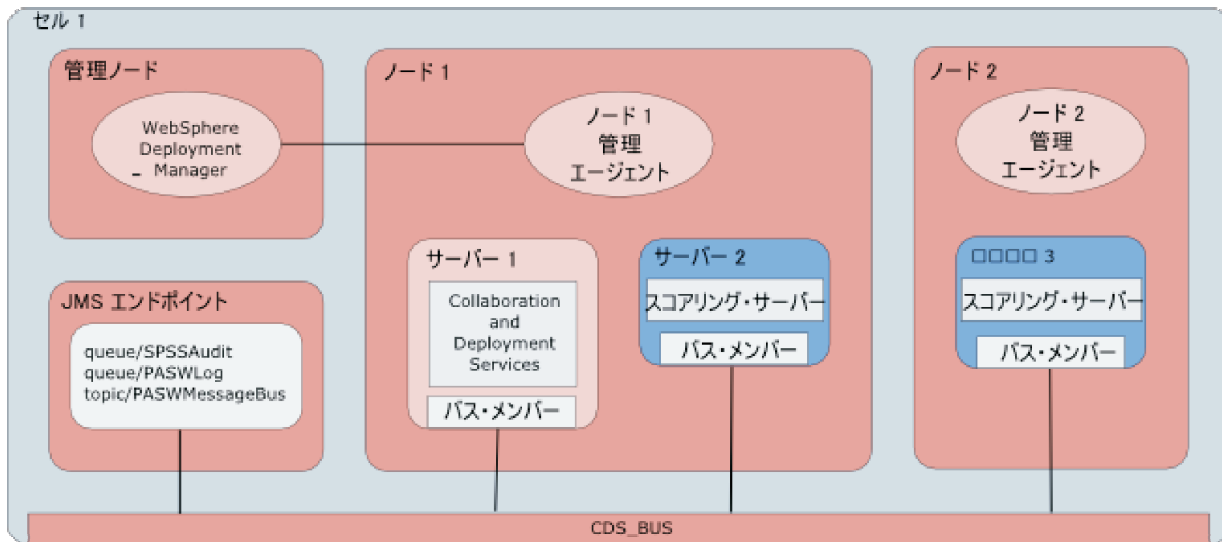 セル 1
管理ノード
WebSphere
Deployment
Manager
JMS エンドポイント
queue/SPSSAudit
queue/PASWLog
topic/PASWMessageBus
ノード 1
ノード 1
管理
エージェント
サーバー 1
Collaboration
and
Deployment
Services
バス・メンバー
サーバー 2
スコアリング・サーバー
バス・メンバー
ノード 2
ノード 2
管理
エージェント
□□□□ 3
スコアリング・サーバー
バス・メンバー
CDS_BUS